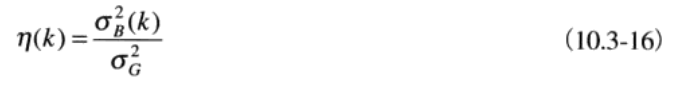 η(k) = σ_B^2(k) / σ_G^2 (10.3-16)